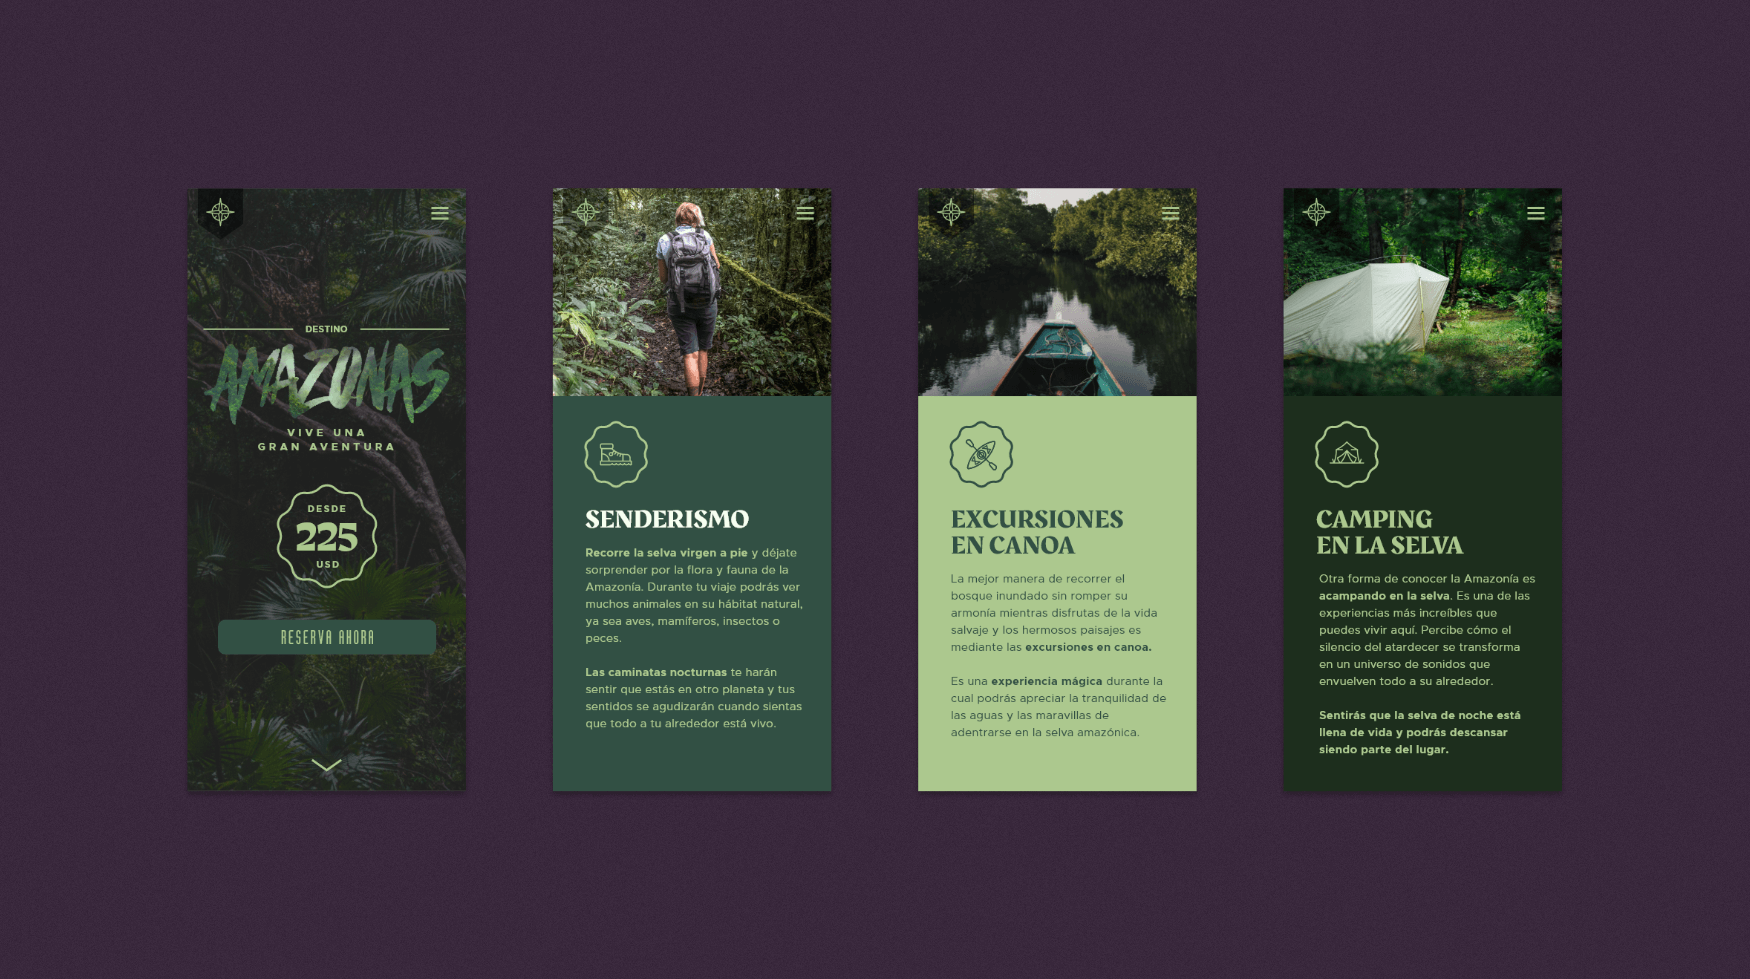 DESTINO
AMAZONAS
VIVE UNA
GRAN AVENTURA
DESDE
225
USD
RESERVA AHORA
SENDERISMO
Recorre la selva virgen a pie y déjate
sorprender por la flora y fauna de la
Amazonía. Durante tu viaje podrás ver
muchos animales en su hábitat natural,
ya sea aves, mamíferos, insectos o
peces.
Las caminatas nocturnas te harán
sentir que estás en otro planeta y tus
sentidos se agudizarán cuando sientas
que todo a tu alrededor está vivo.
EXCURSIONES
EN CANOA
La mejor manera de recorrer el
bosque inundado sin romper su
armonía mientras disfrutas de la vida
salvaje y los hermosos paisajes es
mediante las excursiones en canoa.
Es una experiencia mágica durante la
cual podrás apreciar la tranquilidad de
las aguas y las maravillas de
adentrarse en la selva amazónica.
CAMPING
EN LA SELVA
Otra forma de conocer la Amazonía es
acampando en la selva. Es una de las
experiencias más increíbles que
puedes vivir aquí. Percibe cómo el
silencio del atardecer se transforma
en un universo de sonidos que
envuelven todo a su alrededor.
Sentirás que la selva de noche está
llena de vida y podrás descansar
siendo parte del lugar.